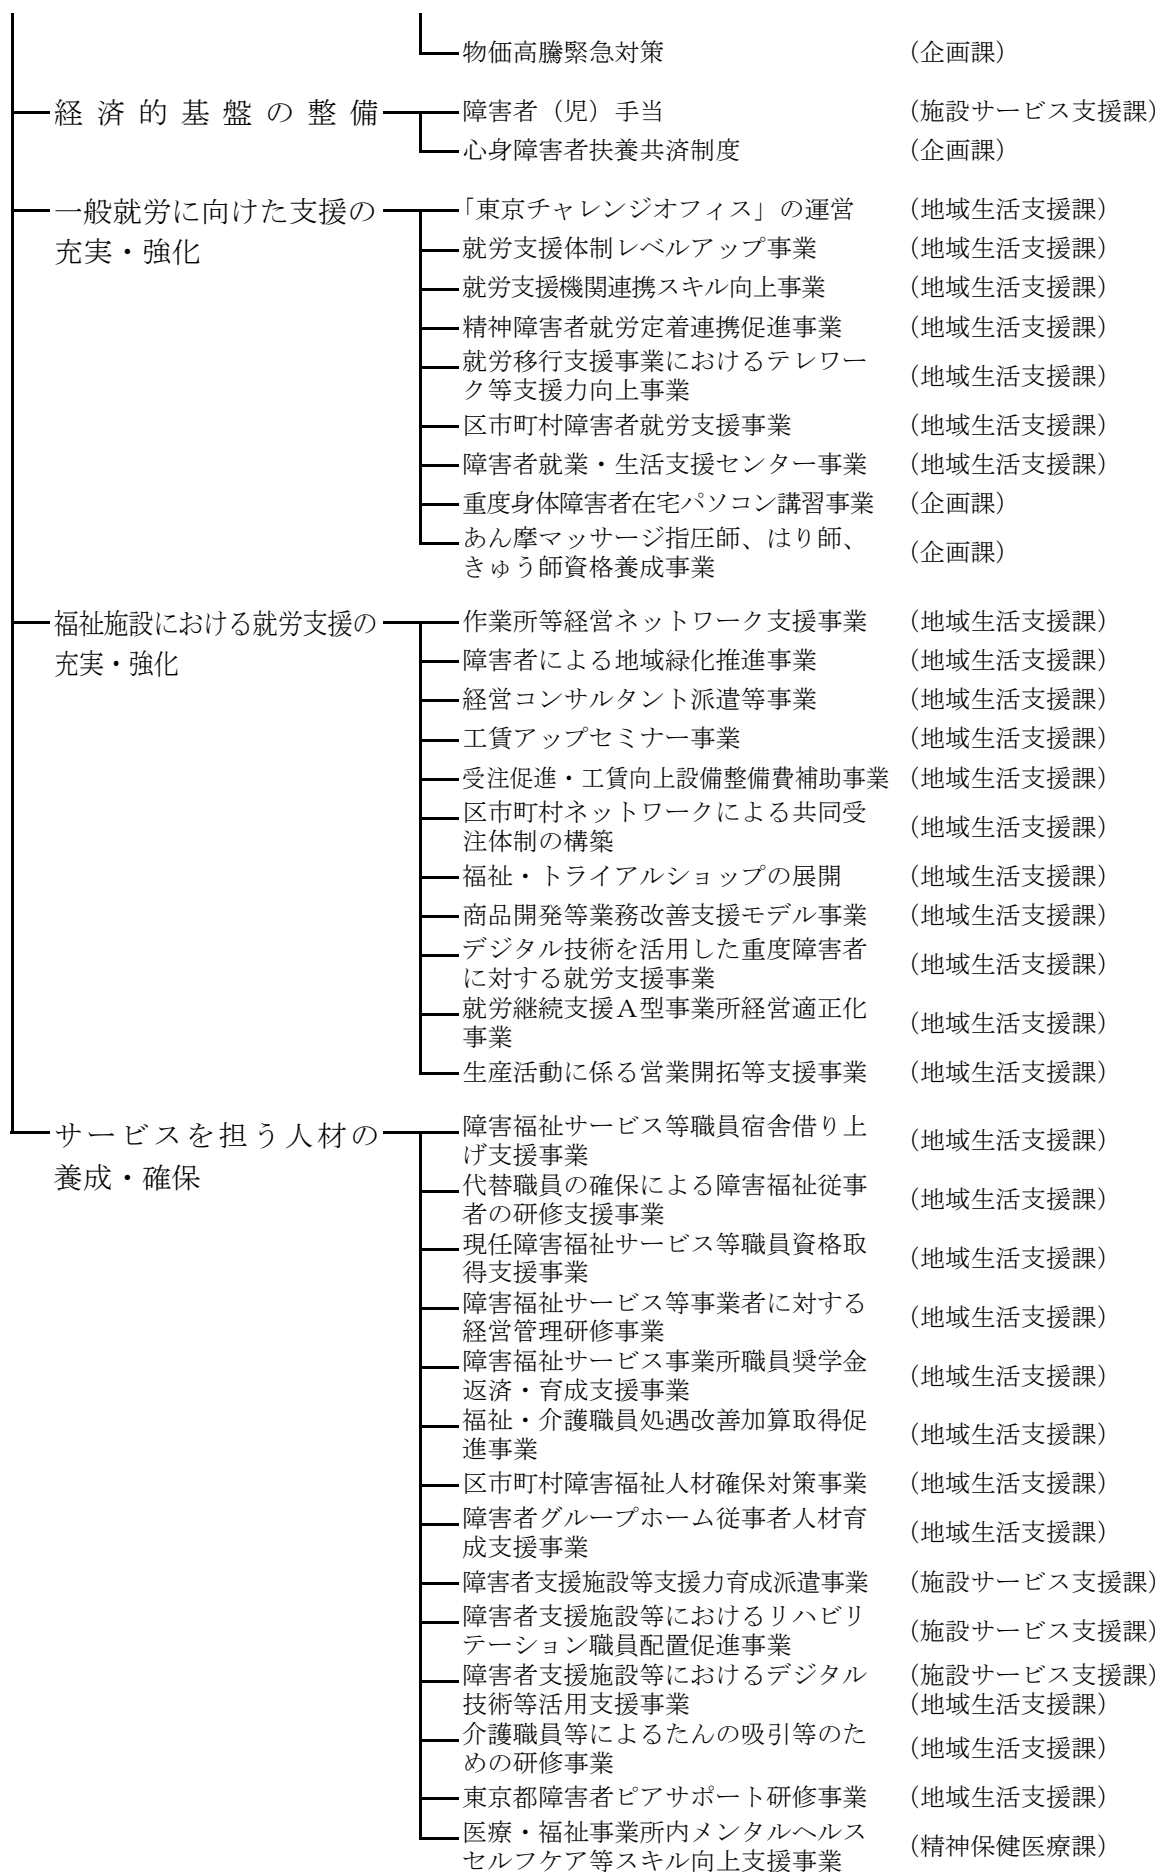 物価高騰緊急対策 (企画課)
経済的基盤の整備 障害者（児）手当 (施設サービス支援課)
心身障害者扶養共済制度 (企画課)
一般就労に向けた支援の 「東京チャレンジオフィス」の運営 (地域生活支援課)
充実・強化 就労支援体制レベルアップ事業 (地域生活支援課)
就労支援機関連携スキル向上事業 (地域生活支援課)
精神障害者就労定着連携促進事業 (地域生活支援課)
就労移行支援事業におけるテレワー
ク等支援力向上事業 (地域生活支援課)
区市町村障害者就労支援事業 (地域生活支援課)
障害者就業・生活支援センター事業 (地域生活支援課)
重度身体障害者在宅パソコン講習事業 (企画課)
あん摩マッサージ指圧師、はり師、
きゅう師資格養成事業 (企画課)
福祉施設における就労支援の 作業所等経営ネットワーク支援事業 (地域生活支援課)
充実・強化 障害者による地域緑化推進事業 (地域生活支援課)
経営コンサルタント派遣等事業 (地域生活支援課)
工賃アップセミナー事業 (地域生活支援課)
受注促進・工賃向上設備整備費補助事業 (地域生活支援課)
区市町村ネットワークによる共同受
注体制の構築 (地域生活支援課)
福祉・トライアルショップの展開 (地域生活支援課)
商品開発等業務改善支援モデル事業 (地域生活支援課)
デジタル技術を活用した重度障害者
に対する就労支援事業 (地域生活支援課)
就労継続支援Ａ型事業所経営適正化
事業 (地域生活支援課)
生産活動に係る営業開拓等支援事業 (地域生活支援課)
サービスを担う人材の 障害福祉サービス等職員宿舎借り上
養成・確保 げ支援事業 (地域生活支援課)
代替職員の確保による障害福祉従事
者の研修支援事業 (地域生活支援課)
現任障害福祉サービス等職員資格取
得支援事業 (地域生活支援課)
障害福祉サービス等事業者に対する
経営管理研修事業 (地域生活支援課)
障害福祉サービス事業所職員奨学金
返済・育成支援事業 (地域生活支援課)
福祉・介護職員処遇改善加算取得促
進事業 (地域生活支援課)
区市町村障害福祉人材確保対策事業 (地域生活支援課)
障害者グループホーム従事者人材育
成支援事業 (地域生活支援課)
障害者支援施設等支援力育成派遣事業 (施設サービス支援課)
障害者支援施設等におけるリハビリ
テーション職員配置促進事業 (施設サービス支援課)
障害者支援施設等におけるデジタル (施設サービス支援課)
技術等活用支援事業 (地域生活支援課)
介護職員等によるたんの吸引等のた
めの研修事業 (地域生活支援課)
東京都障害者ピアサポート研修事業 (地域生活支援課)
医療・福祉事業所内メンタルヘルス
セルフケア等スキル向上支援事業 (精神保健医療課)